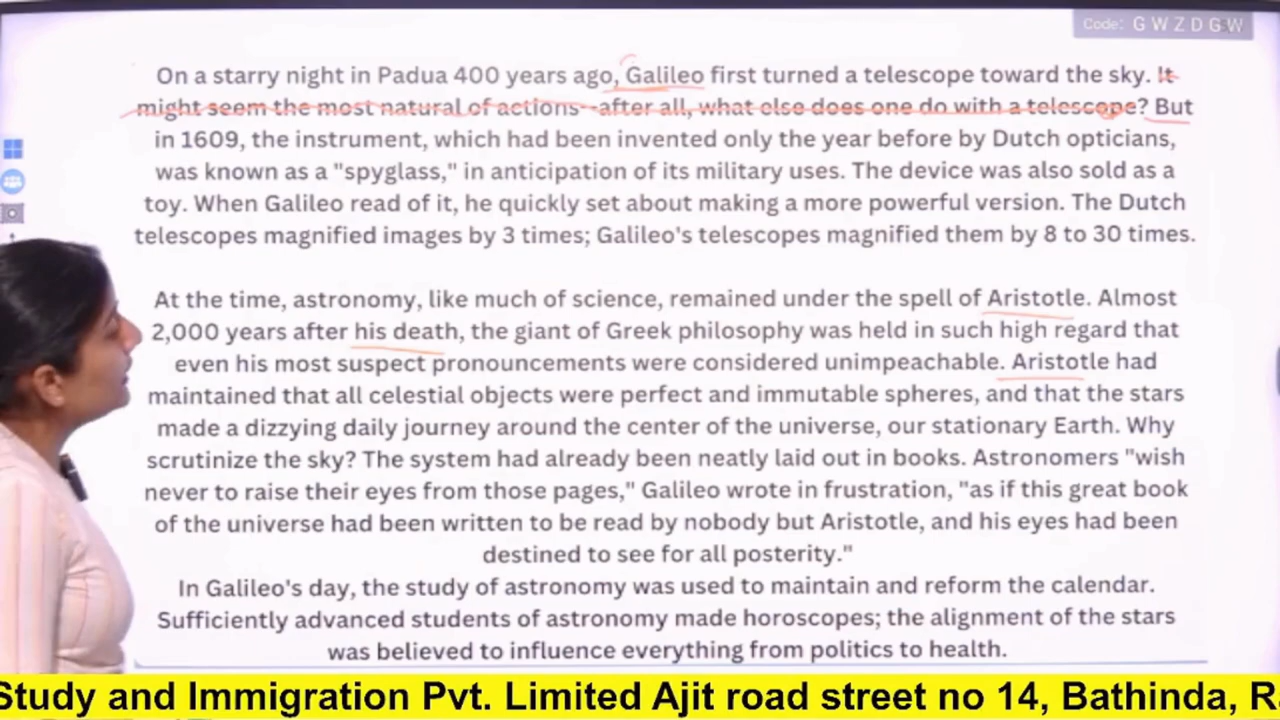 Code: G W Z D G W
On a starry night in Padua 400 years ago, Galileo first turned a telescope toward the sky. It
might seem the most natural of actions--after all, what else does one do with a telescope? But
in 1609, the instrument, which had been invented only the year before by Dutch opticians,
was known as a "spyglass," in anticipation of its military uses. The device was also sold as a
toy. When Galileo read of it, he quickly set about making a more powerful version. The Dutch
telescopes magnified images by 3 times; Galileo's telescopes magnified them by 8 to 30 times.
At the time, astronomy, like much of science, remained under the spell of Aristotle. Almost
2,000 years after his death, the giant of Greek philosophy was held in such high regard that
even his most suspect pronouncements were considered unimpeachable. Aristotle had
maintained that all celestial objects were perfect and immutable spheres, and that the stars
made a dizzying daily journey around the center of the universe, our stationary Earth. Why
scrutinize the sky? The system had already been neatly laid out in books. Astronomers "wish
never to raise their eyes from those pages," Galileo wrote in frustration, "as if this great book
of the universe had been written to be read by nobody but Aristotle, and his eyes had been
destined to see for all posterity."
In Galileo's day, the study of astronomy was used to maintain and reform the calendar.
Sufficiently advanced students of astronomy made horoscopes; the alignment of the stars
was believed to influence everything from politics to health.
Study and Immigration Pvt. Limited Ajit road street no 14, Bathinda, R